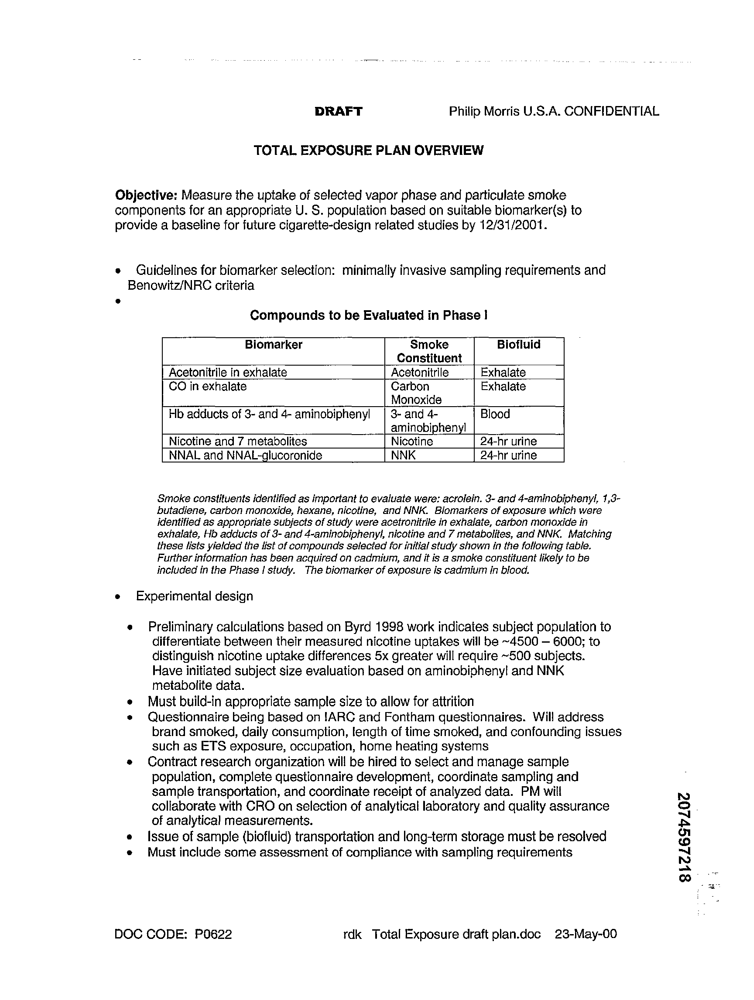 DRAFT Philip Morris U.S.A. CONFIDENTIAL
TOTAL EXPOSURE PLAN OVERVIEW
Objective: Measure the uptake of selected vapor phase and particulate smoke
components for an appropriate U. S. population based on suitable biomarker(s) to
provide a baseline for future cigarette-design related studies by 12/31/2001.
• Guidelines for biomarker selection: minimally invasive sampling requirements and
Benowitz/NRC criteria
•
Compounds to be Evaluated in Phase I
Biomarker Smoke Biofluid
Constituent
Acetonitrile in exhalate Acetonitrile Exhalate
CO in exhalate Carbon Exhalate
Monoxide
Hb adducts of 3- and 4- aminobiphenyl 3- and 4- Blood
aminobiphenyl
Nicotine and 7 metabolites Nicotine 24-hr urine
NNAL and NNAL-glucoronide NNK 24-hr urine
Smoke constituents identified as important to evaluate were: acrolein. 3- and 4-aminobiphenyl, 1,3-
butadiene, carbon monoxide, hexane, nicotine, and NNK. Biomarkers of exposure which were
identified as appropriate subjects of study were acetronitrile in exhalate, carbon monoxide in
exhalate, Hb adducts of 3- and 4-aminobiphenyl, nicotine and 7 metabolites, and NNK. Matching
these lists yielded the list of compounds selected for initial study shown in the following table.
Further information has been acquired on cadmium, and it is a smoke constituent likely to be
included in the Phase I study. The biomarker of exposure is cadmium in blood.
• Experimental design
• Preliminary calculations based on Byrd 1998 work indicates subject population to
differentiate between their measured nicotine uptakes will be ~4500 – 6000; to
distinguish nicotine uptake differences 5x greater will require ~500 subjects.
Have initiated subject size evaluation based on aminobiphenyl and NNK
metabolite data.
• Must build-in appropriate sample size to allow for attrition
• Questionnaire being based on IARC and Fontham questionnaires. Will address
brand smoked, daily consumption, length of time smoked, and confounding issues
such as ETS exposure, occupation, home heating systems
• Contract research organization will be hired to select and manage sample
population, complete questionnaire development, coordinate sampling and
sample transportation, and coordinate receipt of analyzed data. PM will
collaborate with CRO on selection of analytical laboratory and quality assurance
of analytical measurements.
• Issue of sample (biofluid) transportation and long-term storage must be resolved
• Must include some assessment of compliance with sampling requirements
2074597218
DOC CODE: P0622 rdk Total Exposure draft plan.doc 23-May-00